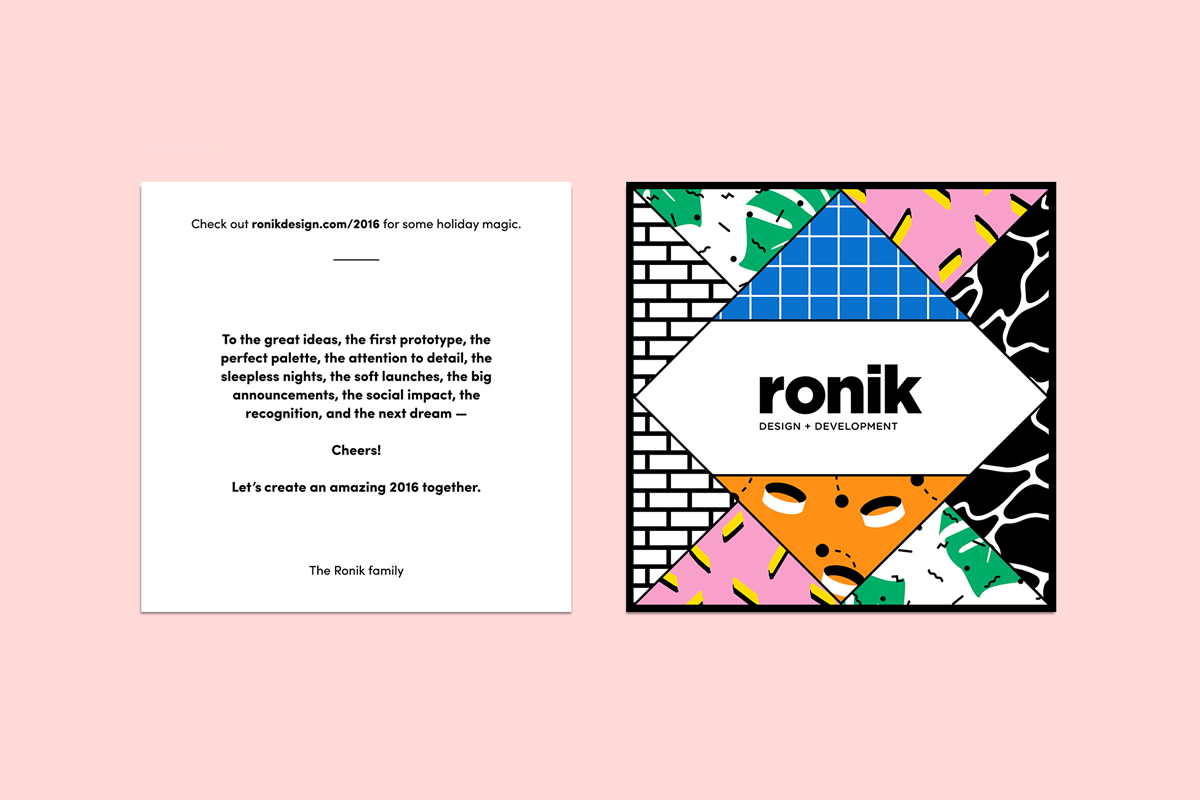 Check out ronikdesign.com/2016 for some holiday magic.
To the great ideas, the first prototype, the
perfect palette, the attention to detail, the
sleepless nights, the soft launches, the big
announcements, the social impact, the
recognition, and the next dream —
Cheers!
Let’s create an amazing 2016 together.
The Ronik family
ronik
DESIGN + DEVELOPMENT